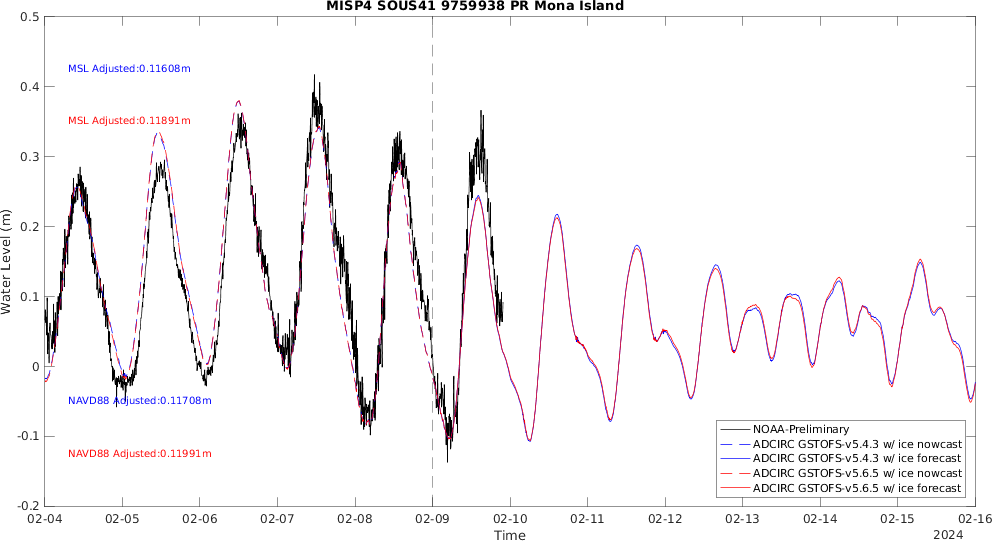 MISP4 SOUS41 9759938 PR Mona Island
0.5
0.4
0.3
0.2
0.1
0
-0.1
-0.2
Water Level (m)
MSL Adjusted:0.11608m
MSL Adjusted:0.11891m
NAVD88 Adjusted:0.11708m
NAVD88 Adjusted:0.11991m
NOAA-Preliminary
ADCIRC GSTOFS-v5.4.3 w/ ice nowcast
ADCIRC GSTOFS-v5.4.3 w/ ice forecast
ADCIRC GSTOFS-v5.6.5 w/ ice nowcast
ADCIRC GSTOFS-v5.6.5 w/ ice forecast
02-04 02-05 02-06 02-07 02-08 02-09 02-10 02-11 02-12 02-13 02-14 02-15 02-16
Time
2024